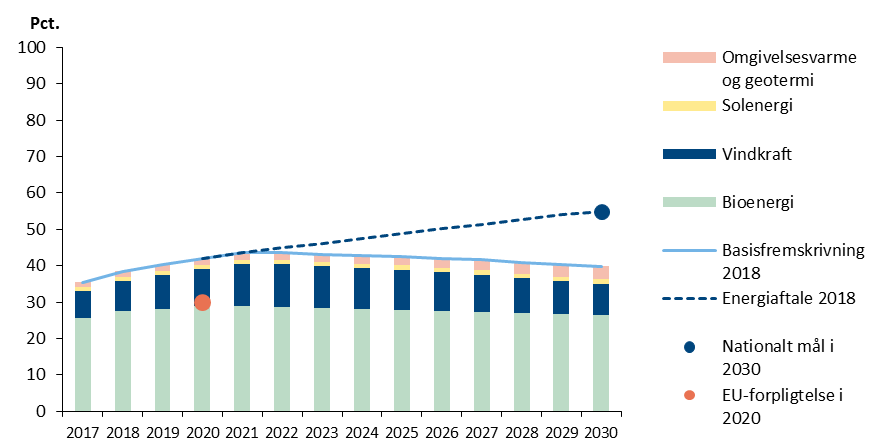 Pct.
100
90
80
70
60
50
40
30
20
10
0
2017 2018 2019 2020 2021 2022 2023 2024 2025 2026 2027 2028 2029 2030
Omgivelsesvarme
og geotermi
Solenergi
Vindkraft
Bioenergi
Basisfremskrivning
2018
Energiaftale 2018
Nationalt mål i
2030
EU-forpligtelse i
2020